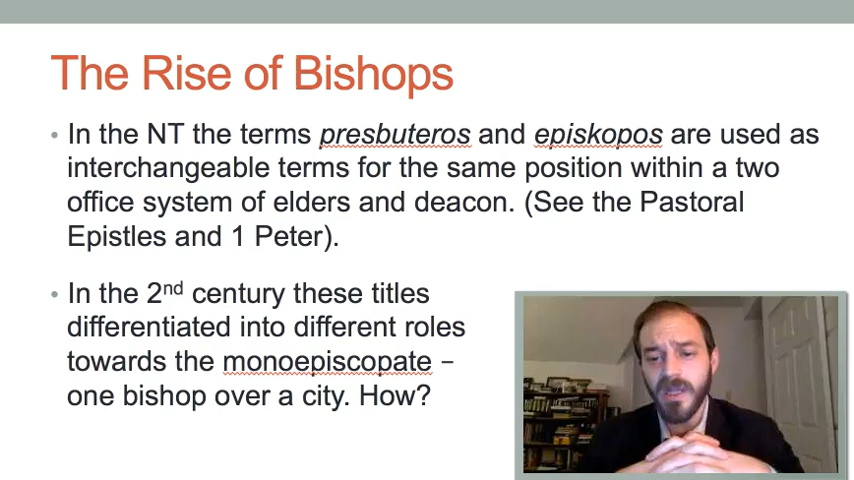 The Rise of Bishops
• In the NT the terms presbuteros and episkopos are used as
interchangeable terms for the same position within a two
office system of elders and deacon. (See the Pastoral
Epistles and 1 Peter).
• In the 2nd century these titles
differentiated into different roles
towards the monoepiscopate –
one bishop over a city. How?